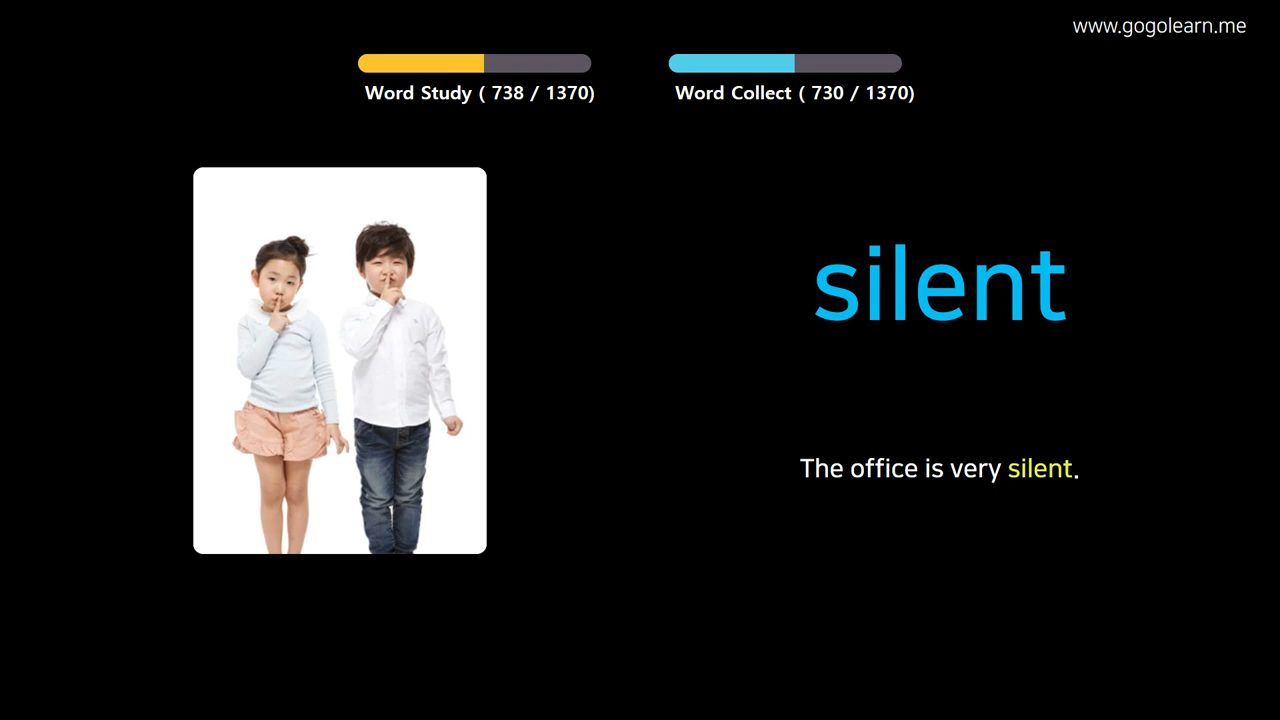 www.gogolearn.me
Word Study ( 738 / 1370)
Word Collect ( 730 / 1370)
silent
The office is very silent.